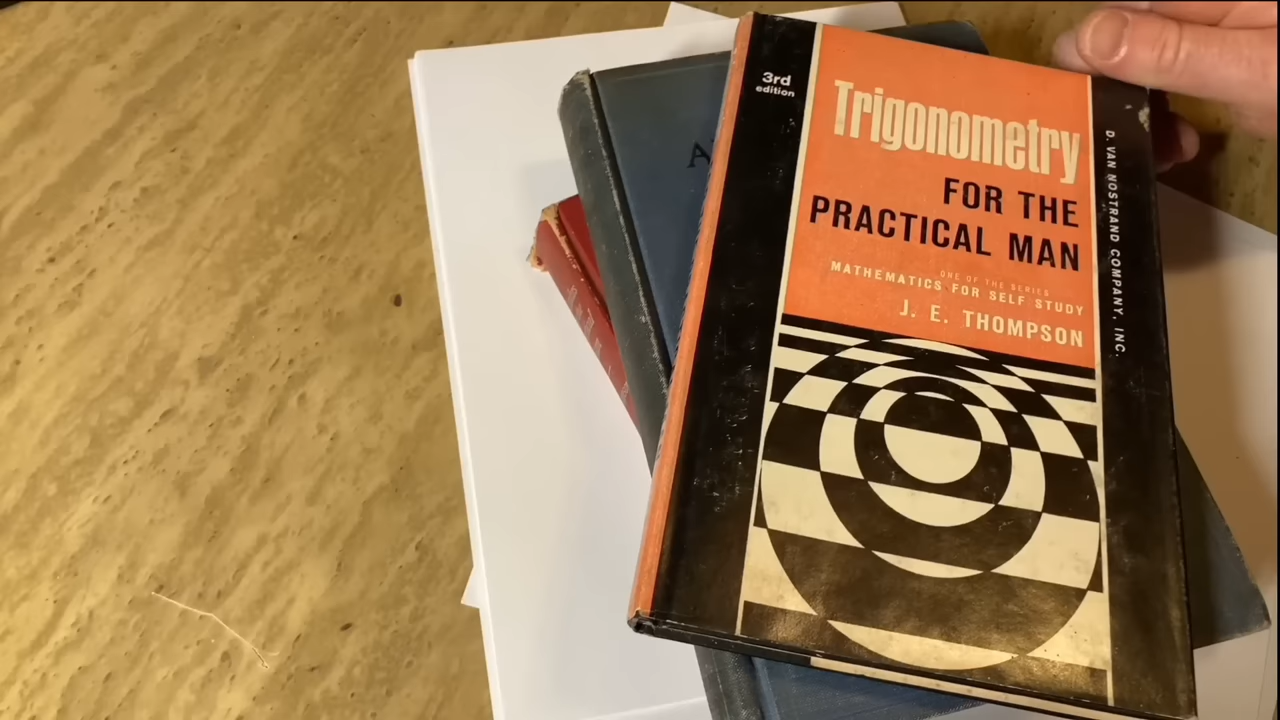 3rd
edition
Trigonometry
FOR THE
PRACTICAL MAN
ONE OF THE SERIES
MATHEMATICS FOR SELF STUDY
J. E. THOMPSON
D. VAN NOSTRAND COMPANY, INC.
A